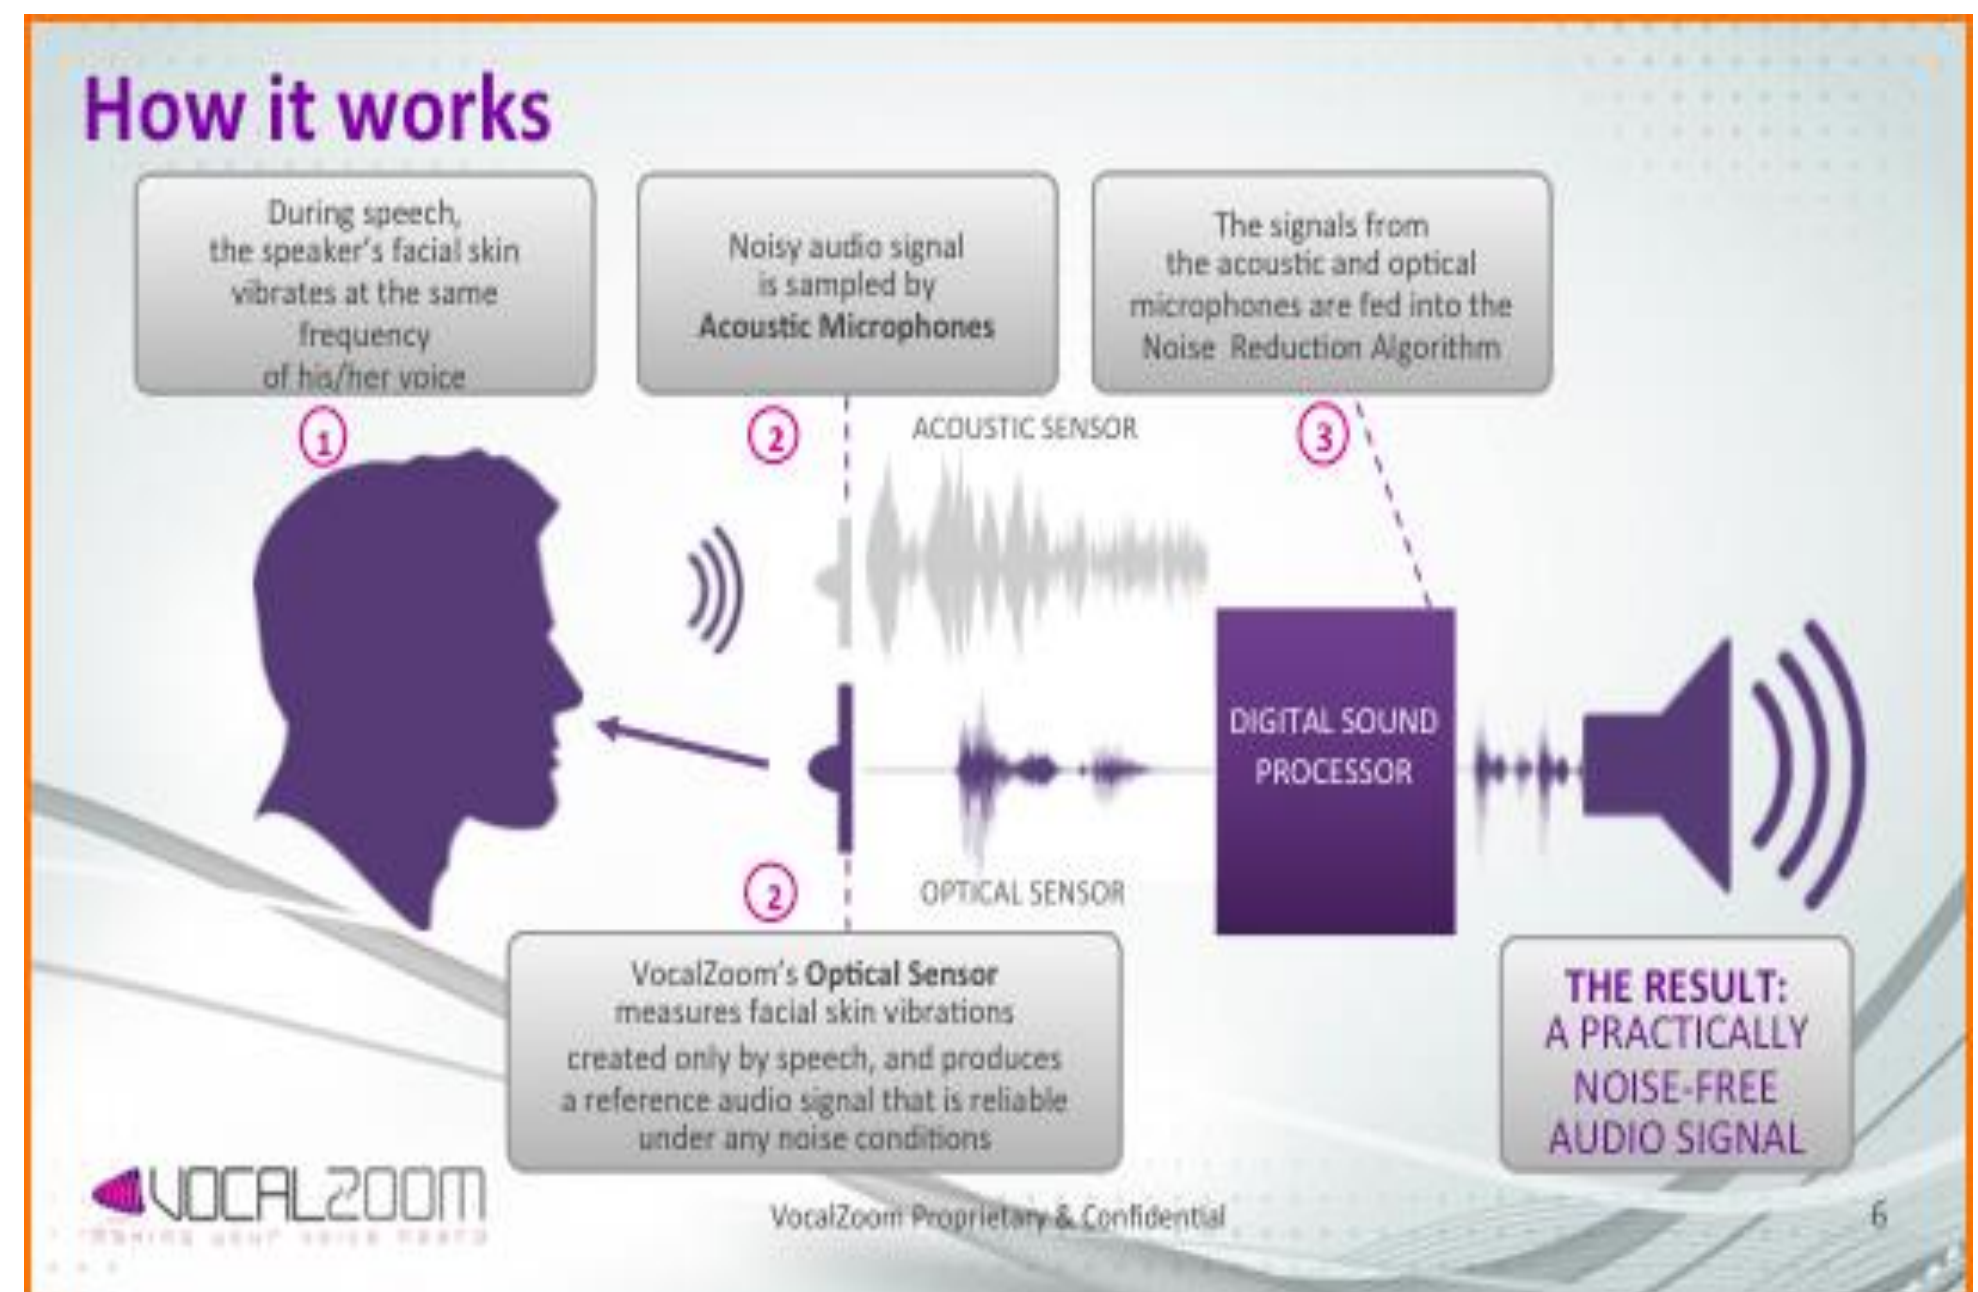 How it works
During speech,
the speaker's facial skin
vibrates at the same
frequency
of his/her voice
Noisy audio signal
is sampled by
Acoustic Microphones
The signals from
the acoustic and optical
microphones are fed into the
Noise Reduction Algorithm
1
2
ACOUSTIC SENSOR
3
DIGITAL SOUND
PROCESSOR
2
OPTICAL SENSOR
VocalZoom's Optical Sensor
measures facial skin vibrations
created only by speech, and produces
a reference audio signal that is reliable
under any noise conditions
THE RESULT:
A PRACTICALLY
NOISE-FREE
AUDIO SIGNAL
VOCALZOOM
making your voice heard
VocalZoom Proprietary & Confidential
6